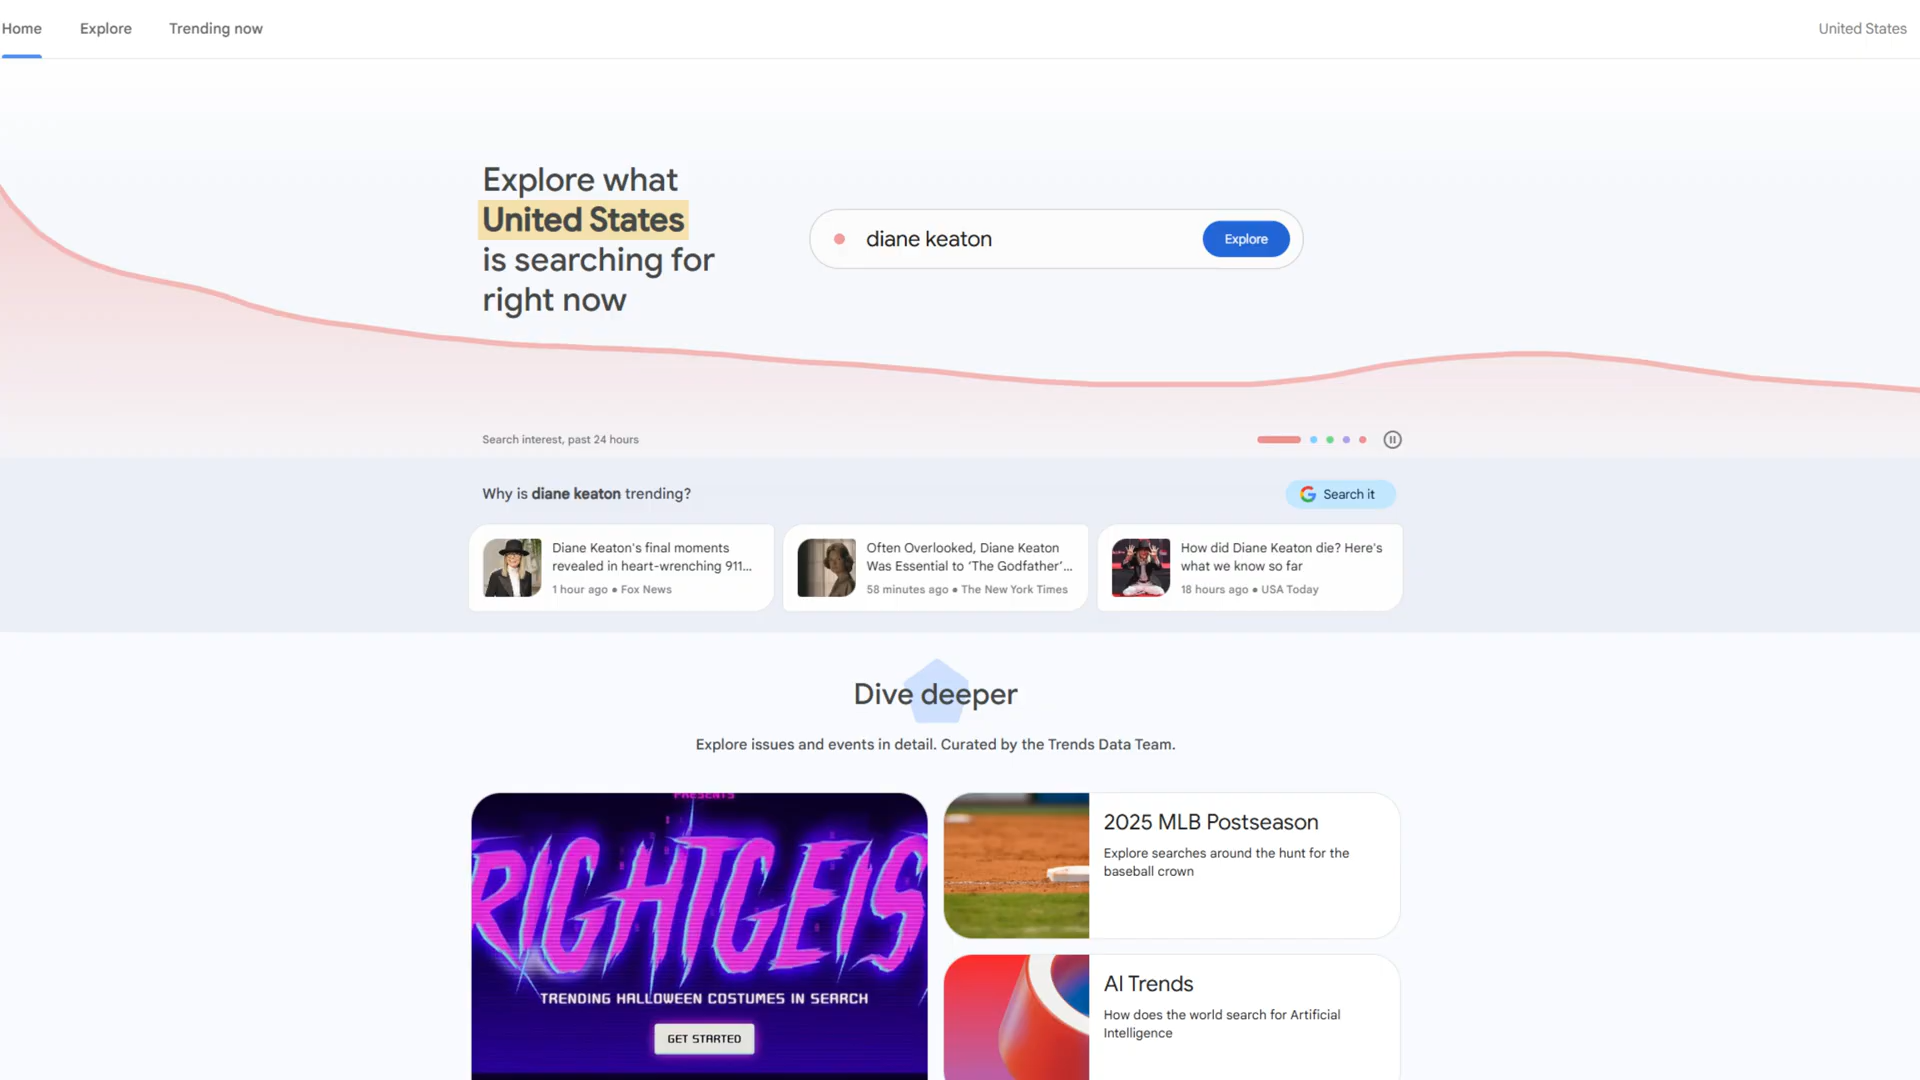 Home
Explore
Trending now
United States
Explore what
United States
is searching for
right now
diane keaton
Explore
Search interest, past 24 hours
Why is diane keaton trending?
Search it
Diane Keaton's final moments
revealed in heart-wrenching 911...
1 hour ago • Fox News
Often Overlooked, Diane Keaton
Was Essential to ‘The Godfather’...
58 minutes ago • The New York Times
How did Diane Keaton die? Here's
what we know so far
18 hours ago • USA Today
Dive deeper
Explore issues and events in detail. Curated by the Trends Data Team.
PRESENTS
RIGHTGEIS
TRENDING HALLOWEEN COSTUMES IN SEARCH
GET STARTED
2025 MLB Postseason
Explore searches around the hunt for the
baseball crown
AI Trends
How does the world search for Artificial
Intelligence